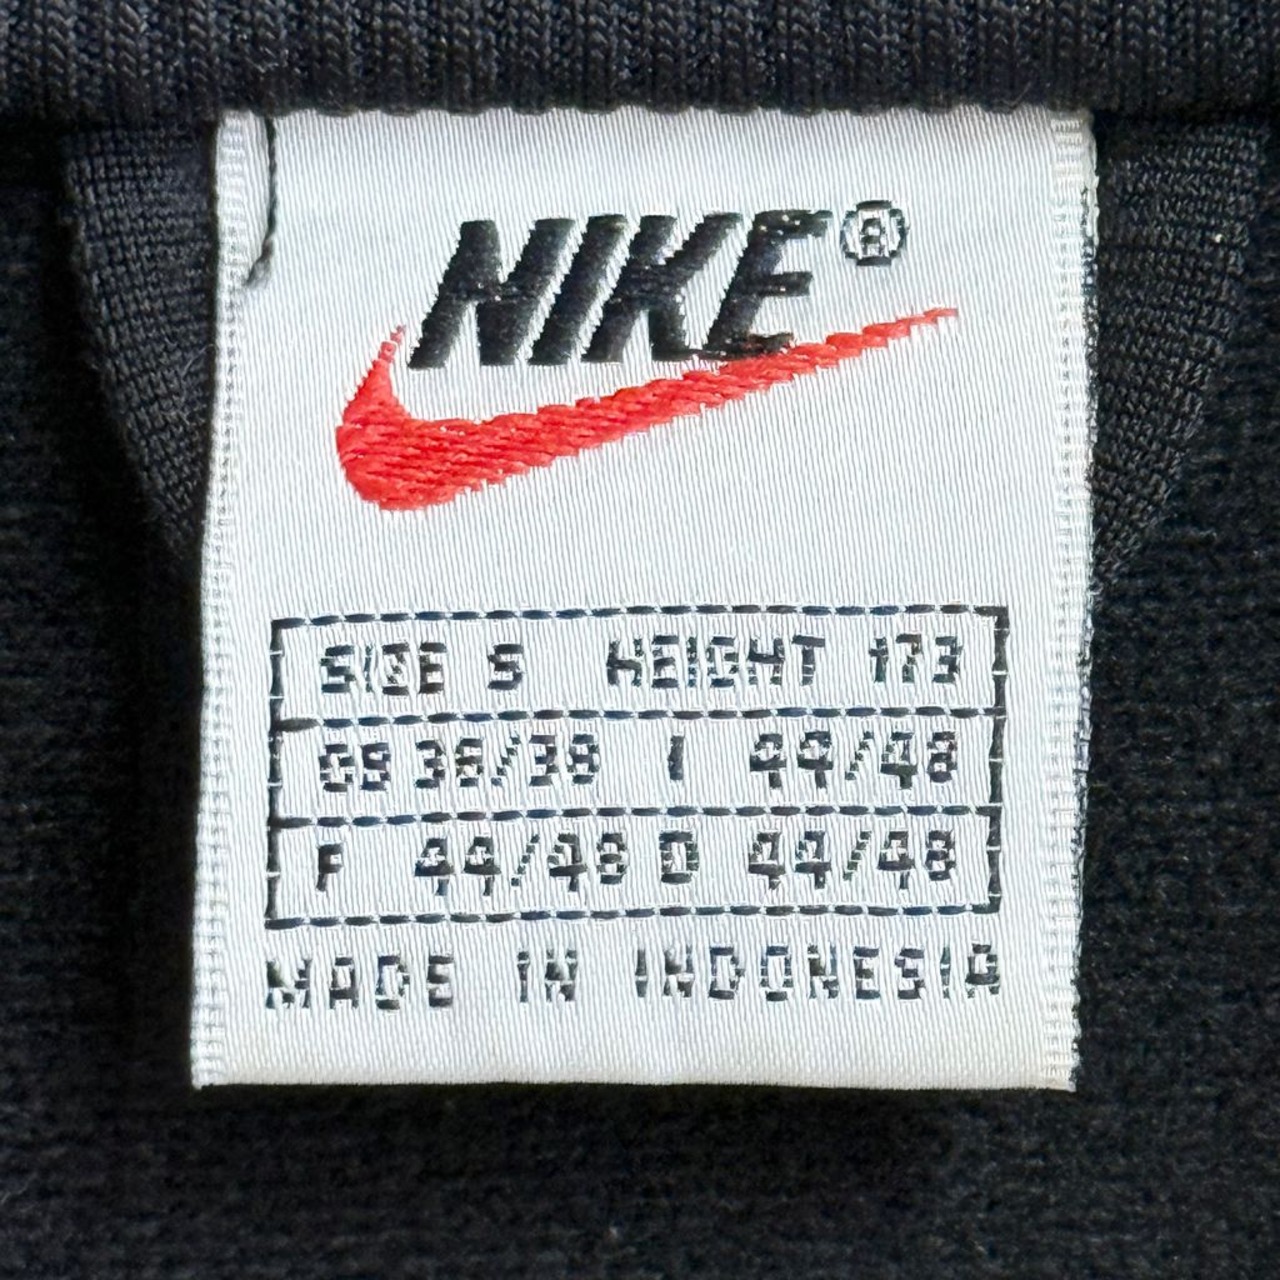 NIKE®
SIZE S HEIGHT 173
GB 36/38 I 44/48
F 44/48 D 44/48
MADE IN INDONESIA